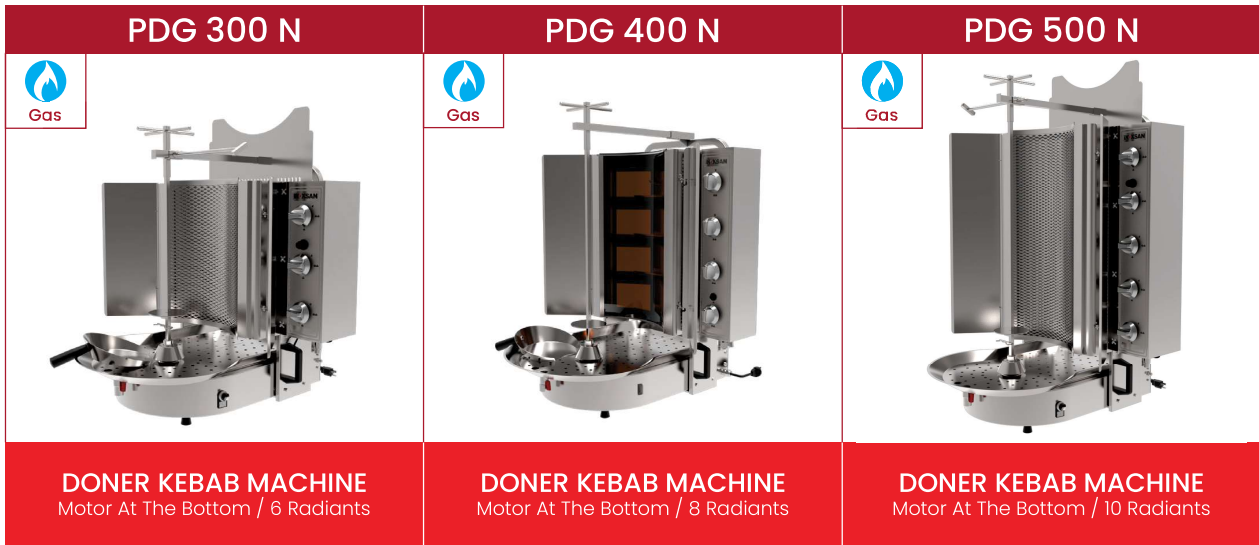 PDG 300 N
PDG 400 N
PDG 500 N
Gas
Gas
Gas
DONER KEBAB MACHINE
Motor At The Bottom / 6 Radiants
DONER KEBAB MACHINE
Motor At The Bottom / 8 Radiants
DONER KEBAB MACHINE
Motor At The Bottom / 10 Radiants